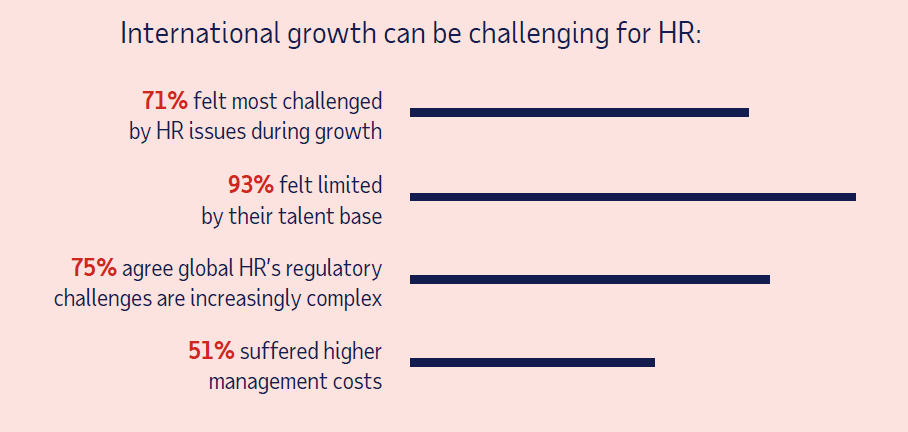 International growth can be challenging for HR:
71% felt most challenged
by HR issues during growth
93% felt limited
by their talent base
75% agree global HR's regulatory
challenges are increasingly complex
51% suffered higher
management costs